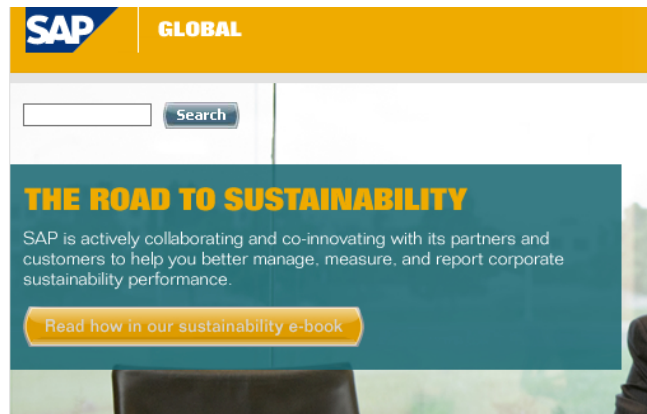 SAP
GLOBAL
Search
THE ROAD TO SUSTAINABILITY
SAP is actively collaborating and co-innovating with its partners and
customers to help you better manage, measure, and report corporate
sustainability performance.
Read how in our sustainability e-book